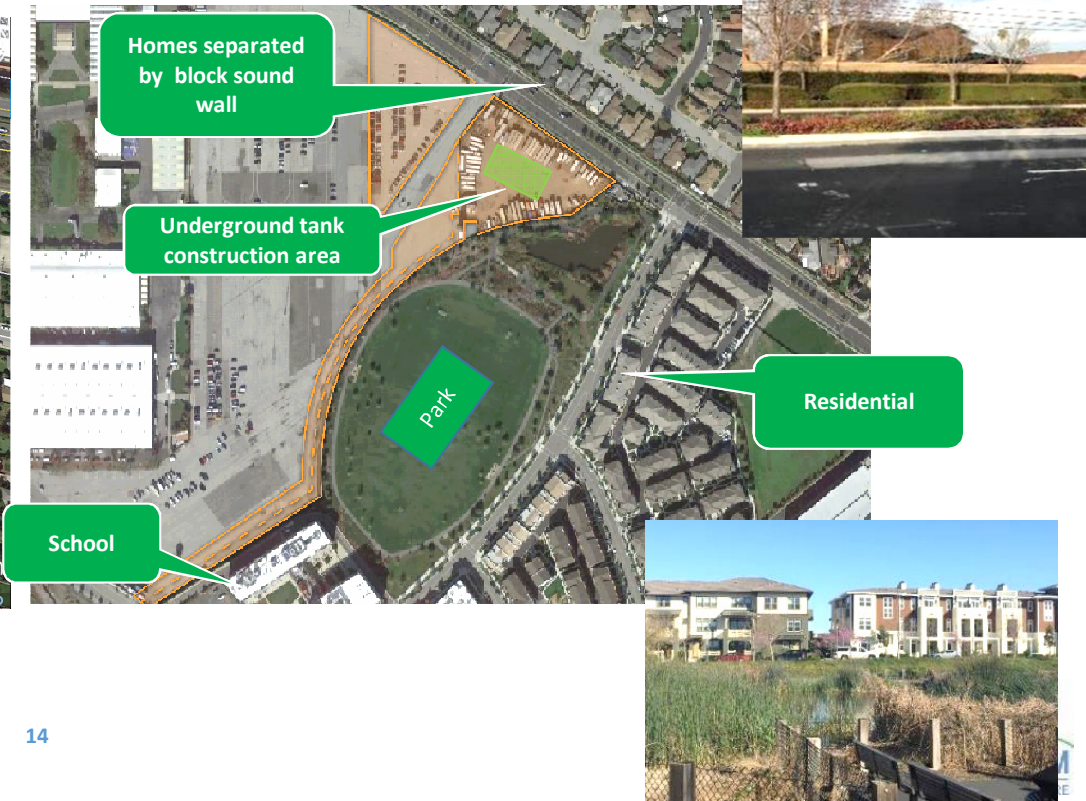 Homes separated
by block sound
wall
Underground tank
construction area
Park
Residential
School
14